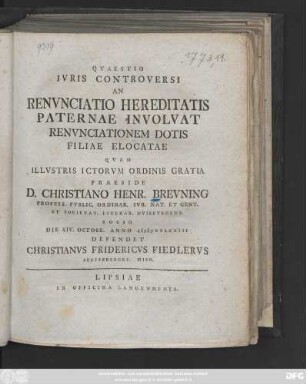 QVAESTIO
IVRIS CONTROVERSI
AN
RENVNCIATIO HEREDITATIS
PATERNAE INVOLVAT
RENVNCIATIONEM DOTIS
FILIAE ELOCATAE
QVAM
ILLVSTRIS ICTORVM ORDINIS GRATIA
PRAESIDE
D. CHRISTIANO HENR. BREVNING
PROFESS. PVBLIC. ORDINAR. IVR. NAT. ET GENT.
ET SOCIETAT. LITERAR. DVISBVRGENS.
SODAL.
DIE XIV. OCTOBR. ANNO
DEFENDET
CHRISTIANVS FRIDERICVS FIEDLERVS
MISN.
LIPSIAE
IN OFFICINA LANGENHEMIA.